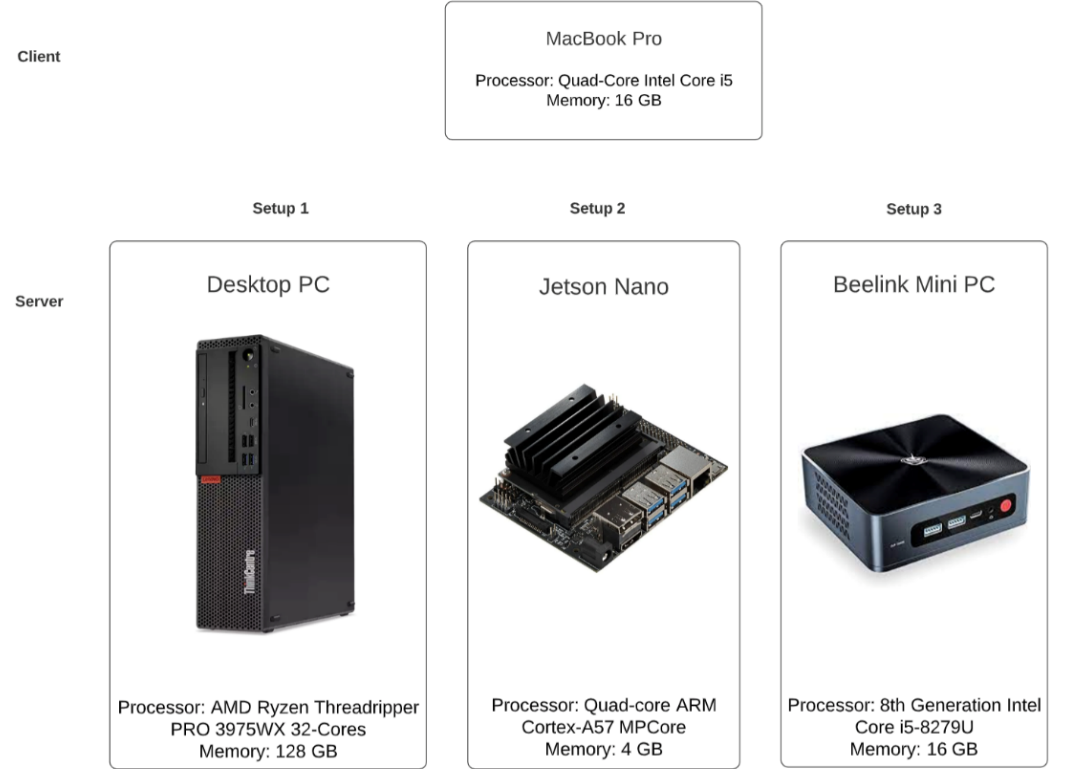 Client
MacBook Pro
Processor: Quad-Core Intel Core i5
Memory: 16 GB
Setup 1
Setup 2
Setup 3
Server
Desktop PC
Jetson Nano
Beelink Mini PC
ThinkCentre
Processor: AMD Ryzen Threadripper
PRO 3975WX 32-Cores
Memory: 128 GB
Processor: Quad-core ARM
Cortex-A57 MPCore
Memory: 4 GB
Processor: 8th Generation Intel
Core i5-8279U
Memory: 16 GB